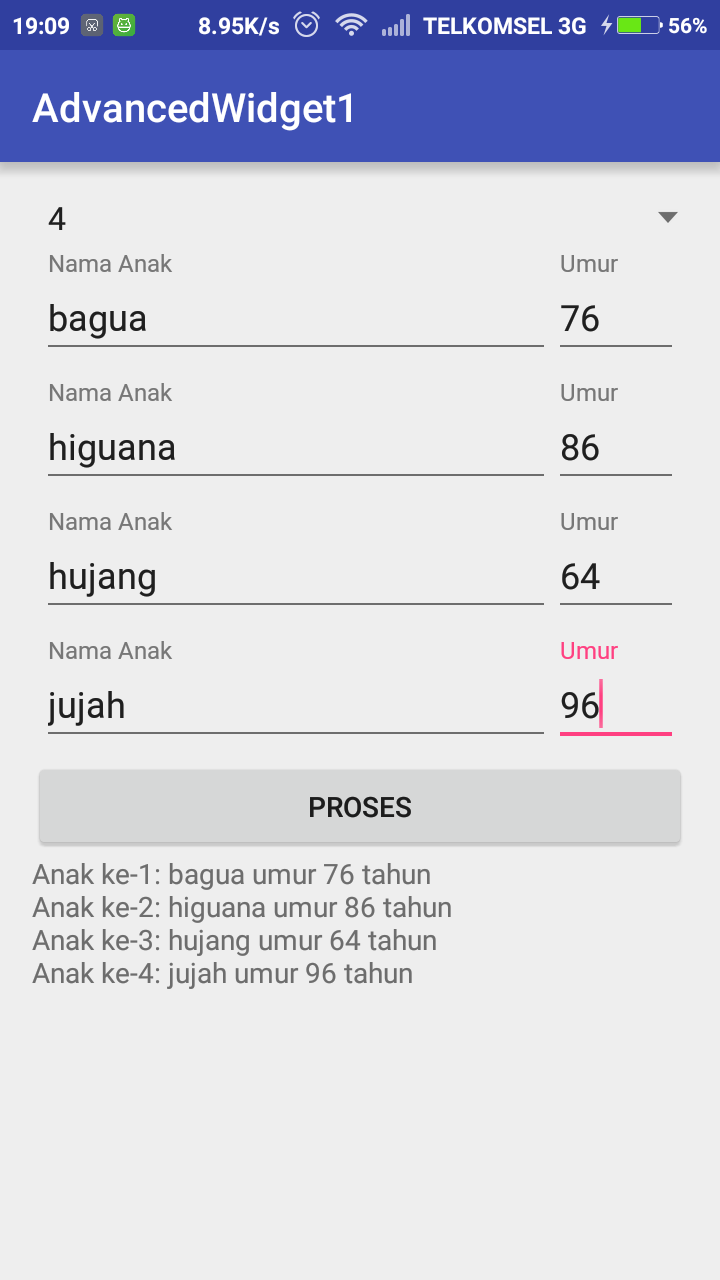 19:09 8.95K/s TELKOMSEL 3G 56%
AdvancedWidget1
4
Nama Anak Umur
bagua 76
Nama Anak Umur
higuana 86
Nama Anak Umur
hujang 64
Nama Anak Umur
jujah 96
PROSES
Anak ke-1: bagua umur 76 tahun
Anak ke-2: higuana umur 86 tahun
Anak ke-3: hujang umur 64 tahun
Anak ke-4: jujah umur 96 tahun